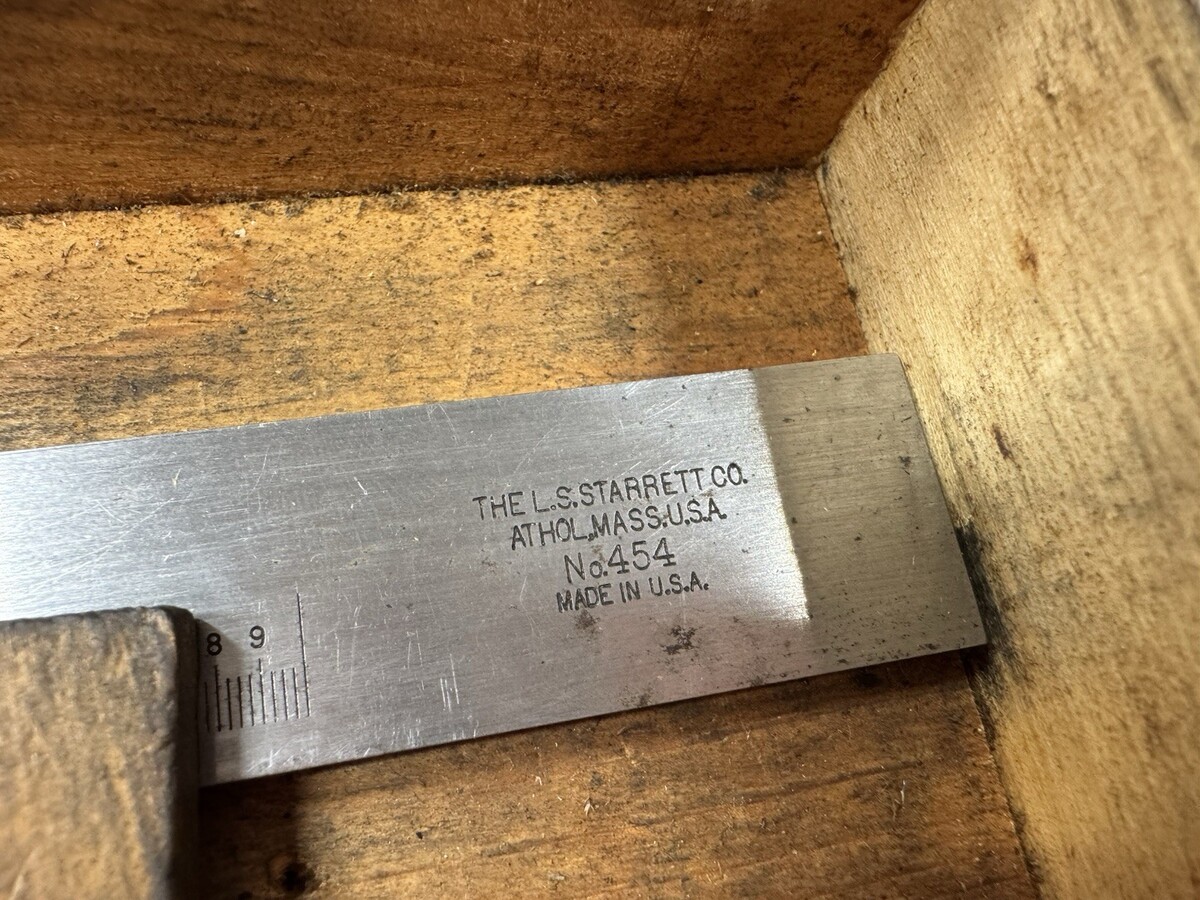 THE L.S. STARRETT CO.
ATHOL, MASS. U.S.A.
No. 454
MADE IN U.S.A.
8 9